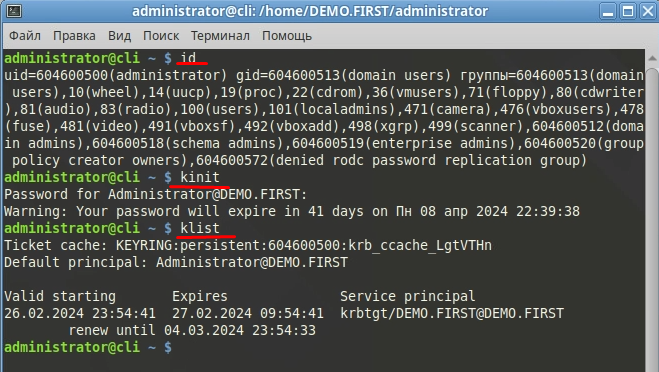 administrator@cli: /home/DEMO.FIRST/administrator
Файл Правка Вид Поиск Терминал Помощь
administrator@cli ~ $ id
uid=604600500(administrator) gid=604600513(domain users) группы=604600513(domain
 users),10(wheel),14(uucp),19(proc),22(cdrom),36(vmusers),71(floppy),80(cdwriter
),81(audio),83(radio),100(users),101(localadmins),471(camera),476(vboxusers),478
(fuse),481(video),491(vboxsf),492(vboxadd),498(xgrp),499(scanner),604600512(doma
in admins),604600518(schema admins),604600519(enterprise admins),604600520(group
 policy creator owners),604600572(denied rodc password replication group)
administrator@cli ~ $ kinit
Password for Administrator@DEMO.FIRST:
Warning: Your password will expire in 41 days on Пн 08 апр 2024 22:39:38
administrator@cli ~ $ klist
Ticket cache: KEYRING:persistent:604600500:krb_ccache_LgtVTHn
Default principal: Administrator@DEMO.FIRST
Valid starting Expires Service principal
26.02.2024 23:54:41 27.02.2024 09:54:41 krbtgt/DEMO.FIRST@DEMO.FIRST
renew until 04.03.2024 23:54:33
administrator@cli ~ $